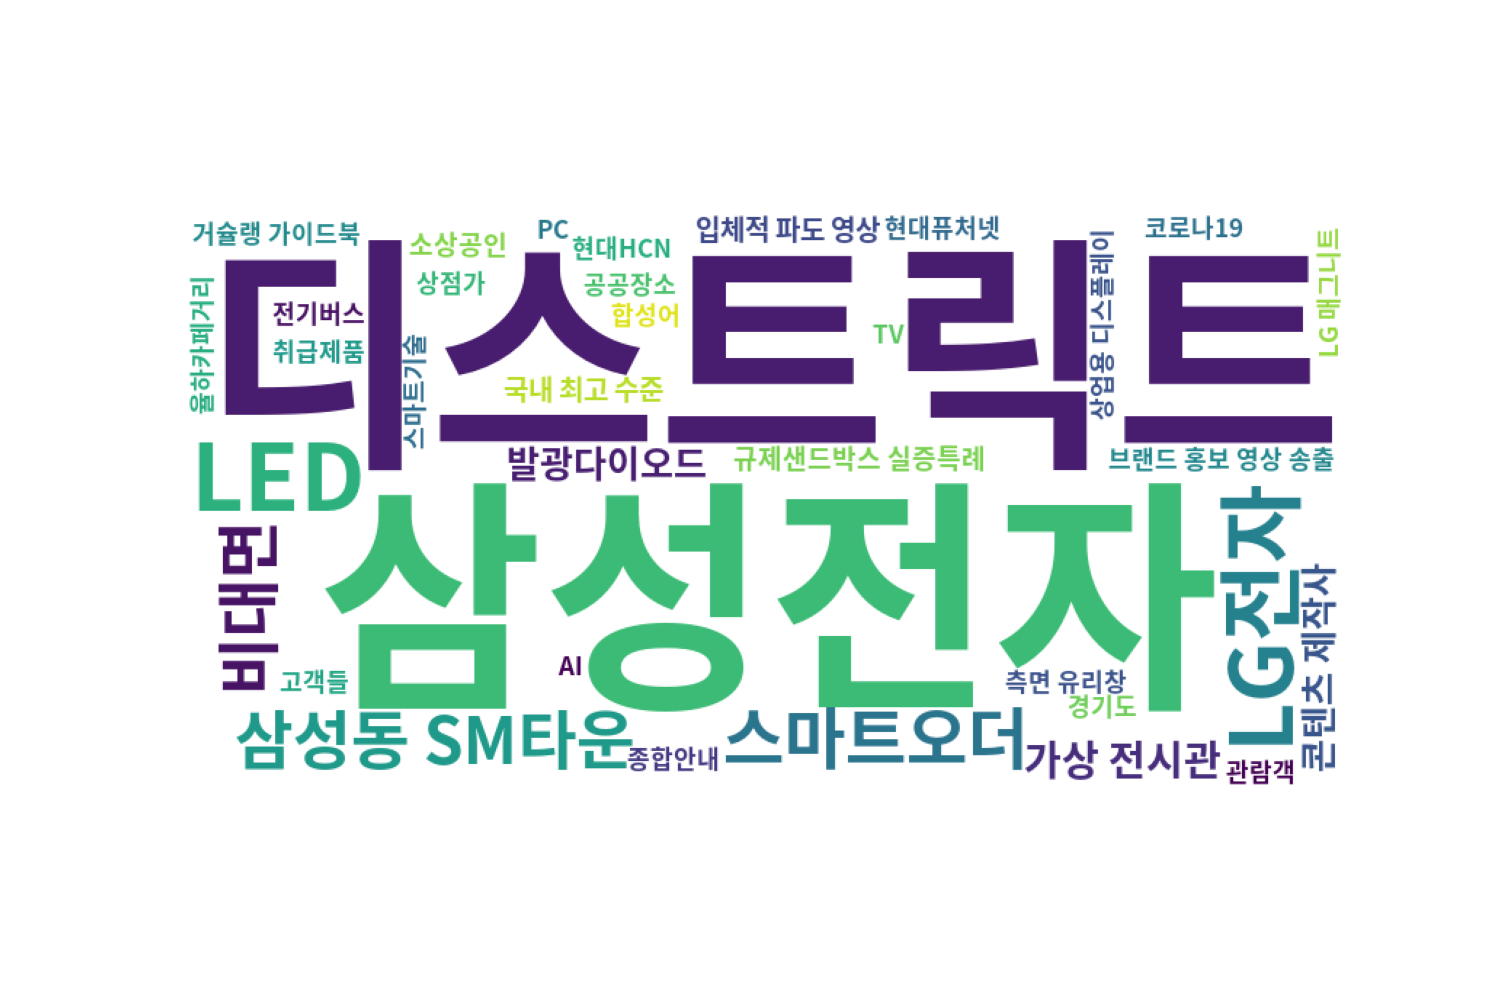 거슐랭 가이드북
소상공인
PC
현대HCN
입체적 파도 영상
현대퓨처넷
코로나19
상점가
공공장소
율하카페거리
디스트릭트
전기버스
합성어
TV
상업용 디스플레이
LG 매그니트
취급제품
스마트기술
국내 최고 수준
LED
발광다이오드
규제샌드박스 실증특례
브랜드 홍보 영상 송출
비대면
삼성전자
LG전자
콘텐츠 제작사
고객들
AI
측면 유리창
경기도
삼성동 SM타운
종합안내
스마트오더
가상 전시관
관람객